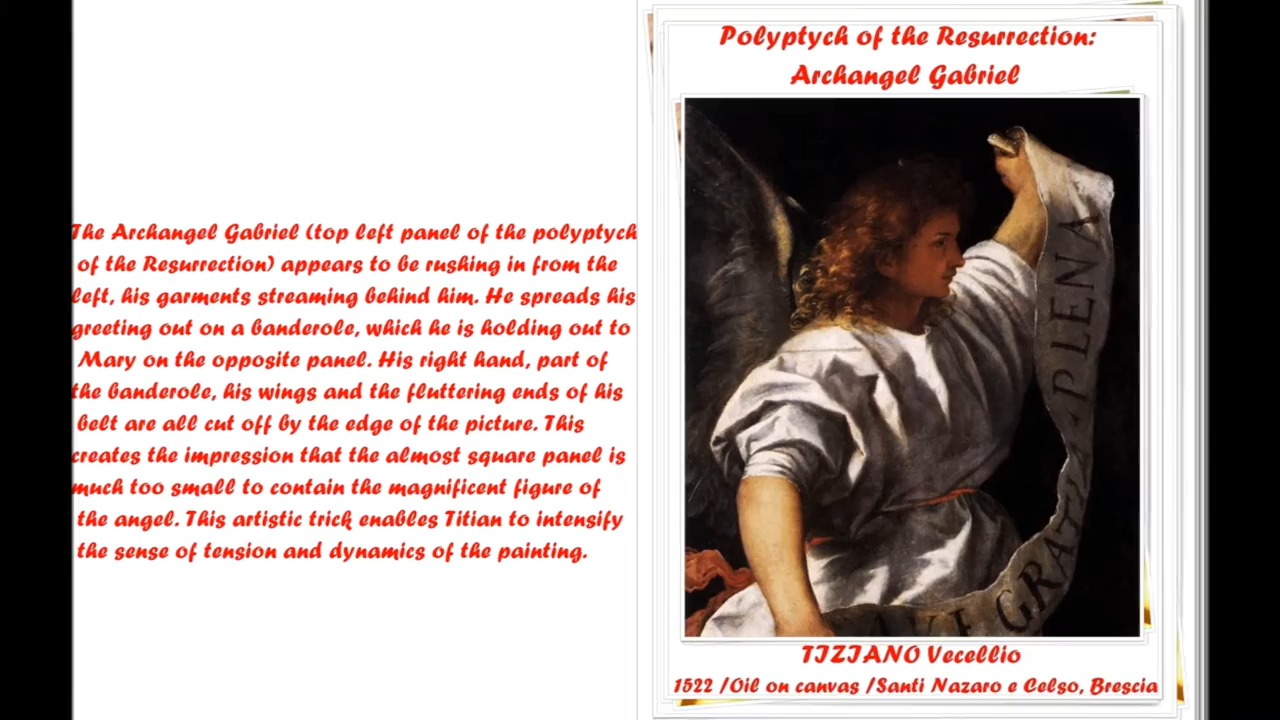 Polyptych of the Resurrection:
Archangel Gabriel
The Archangel Gabriel (top left panel of the polyptych
of the Resurrection) appears to be rushing in from the
left, his garments streaming behind him. He spreads his
greeting out on a banderole, which he is holding out to
Mary on the opposite panel. His right hand, part of
the banderole, his wings and the fluttering ends of his
belt are all cut off by the edge of the picture. This
creates the impression that the almost square panel is
much too small to contain the magnificent figure of
the angel. This artistic trick enables Titian to intensify
the sense of tension and dynamics of the painting.
AVE GRATIA PLENA
TIZIANO Vecellio
1522 /Oil on canvas /Santi Nazaro e Celso, Brescia